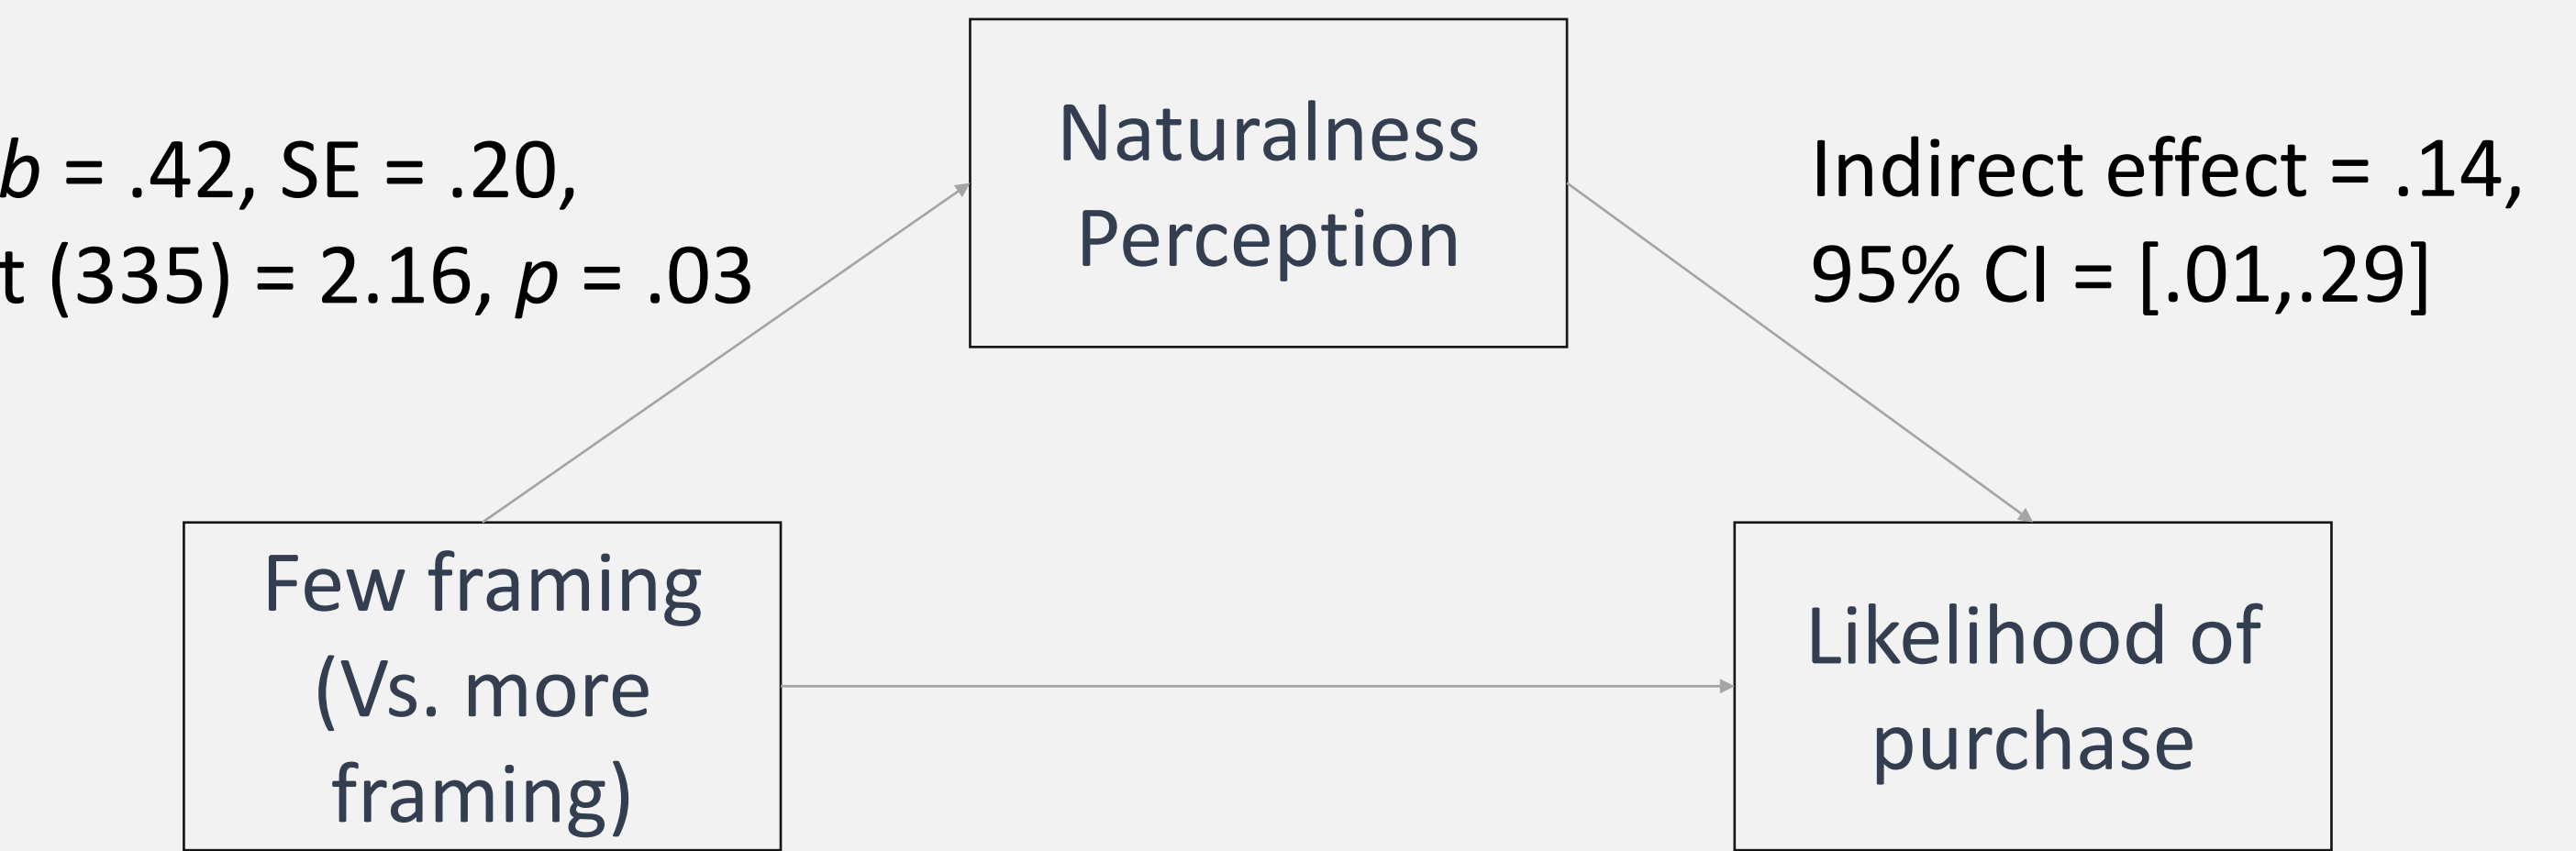 b = .42, SE = .20,
t (335) = 2.16, p = .03
Naturalness
Perception
Indirect effect = .14,
95% CI = [.01,.29]
Few framing
(Vs. more
framing)
Likelihood of
purchase